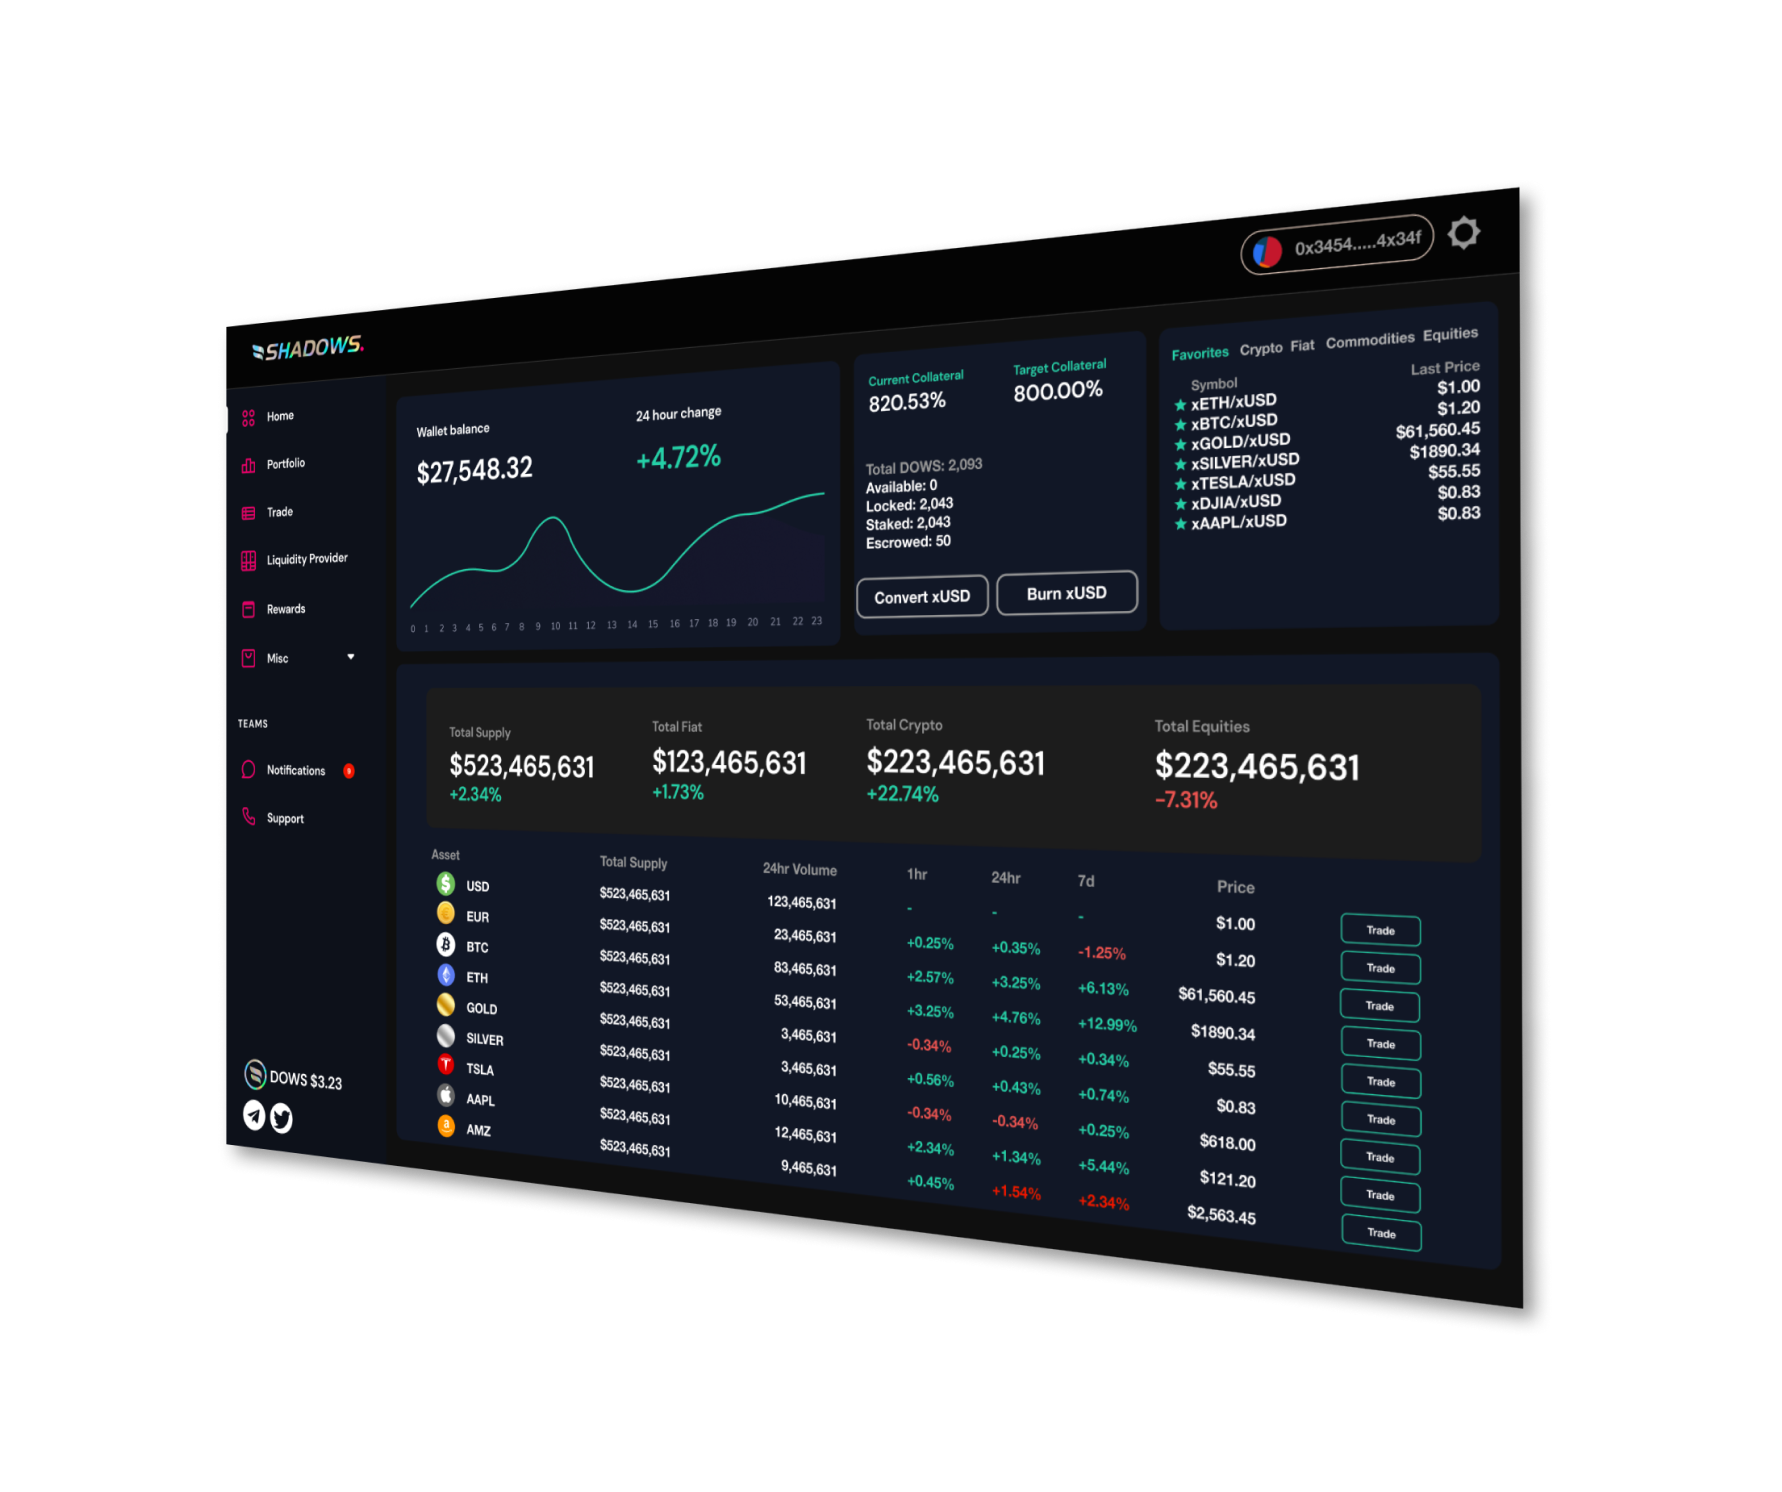 0x3454.....4x34f
SHADOWS.
Home
Portfolio
Trade
Liquidity Provider
Rewards
Misc
TEAMS
Notifications
Support
DOWS $3.23
Wallet balance
$27,548.32
24 hour change
+4.72%
0 1 2 3 4 5 6 7 8 9 10 11 12 13 14 15 16 17 18 19 20 21 22 23
Current Collateral
820.53%
Target Collateral
800.00%
Total DOWS: 2,093
Available: 0
Locked: 2,043
Staked: 2,043
Escrowed: 50
Convert xUSD
Burn xUSD
Favorites Crypto Fiat Commodities Equities
Symbol Last Price
xETH/xUSD $1.00
xBTC/xUSD $1.20
xGOLD/xUSD $61,560.45
xSILVER/xUSD $1890.34
xTESLA/xUSD $55.55
xDJIA/xUSD $0.83
xAAPL/xUSD $0.83
Total Supply
$523,465,631
+2.34%
Total Fiat
$123,465,631
+1.73%
Total Crypto
$223,465,631
+22.74%
Total Equities
$223,465,631
-7.31%
Asset Total Supply 24hr Volume 1hr 24hr 7d Price
USD $523,465,631 123,465,631 - - - $1.00 Trade
EUR $523,465,631 23,465,631 +0.25% +0.35% -1.25% $1.20 Trade
BTC $523,465,631 83,465,631 +2.57% +3.25% +6.13% $61,560.45 Trade
ETH $523,465,631 53,465,631 +3.25% +4.76% +12.99% $1890.34 Trade
GOLD $523,465,631 3,465,631 -0.34% +0.25% +0.34% $55.55 Trade
SILVER $523,465,631 3,465,631 +0.56% +0.43% +0.74% $0.83 Trade
TSLA $523,465,631 10,465,631 -0.34% -0.34% +0.25% $618.00 Trade
AAPL $523,465,631 12,465,631 +2.34% +1.34% +5.44% $121.20 Trade
AMZ $523,465,631 9,465,631 +0.45% +1.54% +2.34% $2,563.45 Trade